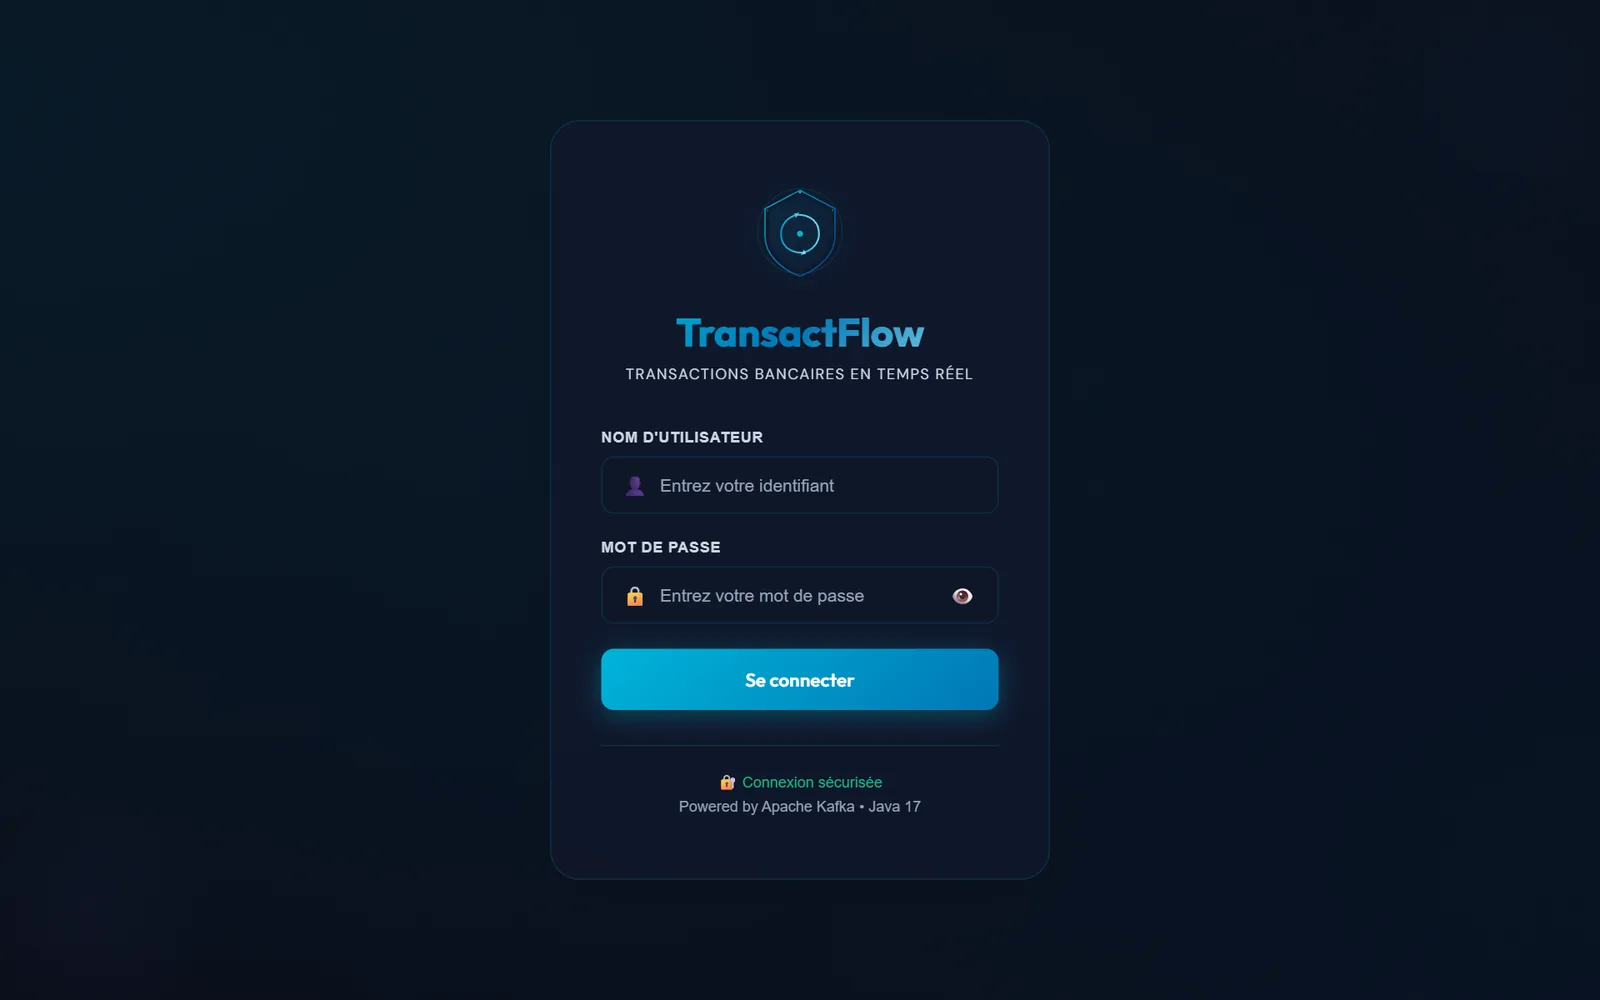 TransactFlow
TRANSACTIONS BANCAIRES EN TEMPS RÉEL
NOM D'UTILISATEUR
Entrez votre identifiant
MOT DE PASSE
Entrez votre mot de passe
Se connecter
Connexion sécurisée
Powered by Apache Kafka • Java 17